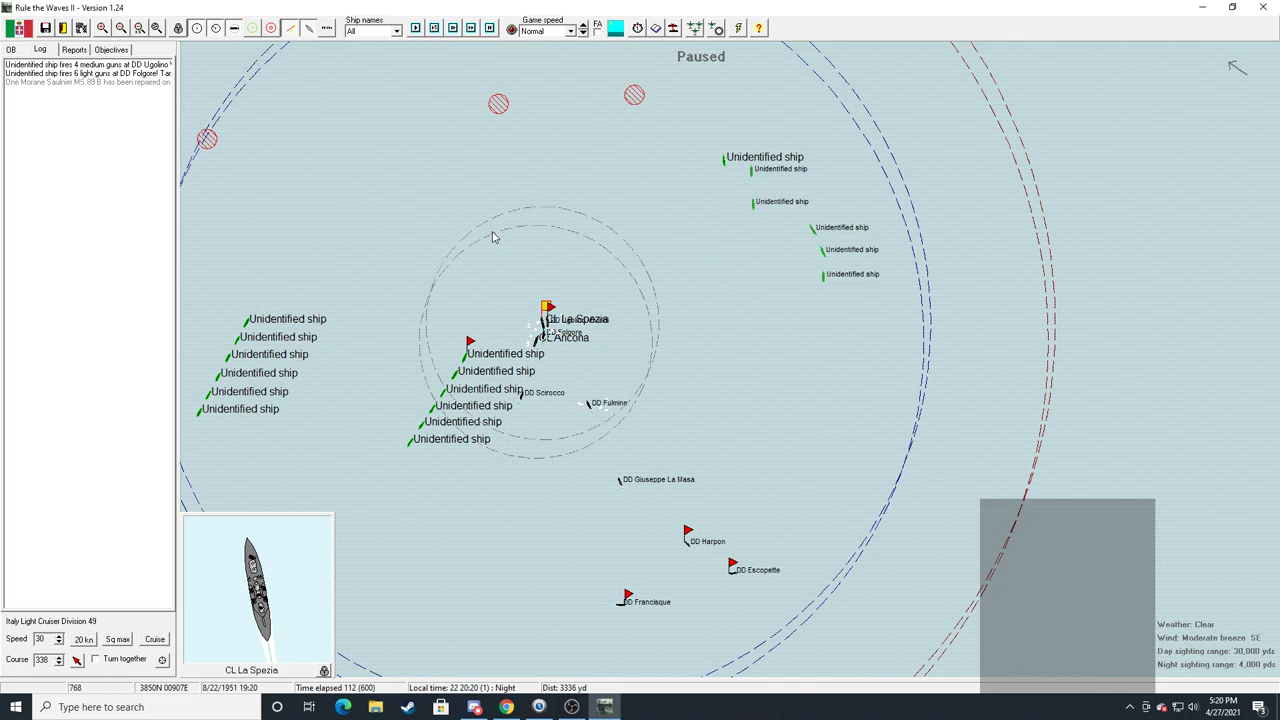 Rule the Waves II - Version 1.24
Ship names
All
Game speed
Normal
FA
OB
Log
Reports
Objectives
Unidentified ship fires 4 medium guns at DD Ugolino
Unidentified ship fires 6 light guns at DD Folgore! Tar
One Morane Saulnier MS.89 B has been repaired on
Paused
Unidentified ship
Unidentified ship
Unidentified ship
Unidentified ship
Unidentified ship
Unidentified ship
CL La Spezia
Folgore
CL Ancona
Unidentified ship
Unidentified ship
Unidentified ship
Unidentified ship
Unidentified ship
Unidentified ship
Unidentified ship
Unidentified ship
Unidentified ship
Unidentified ship
Unidentified ship
Unidentified ship
DD Scirocco
DD Fulmine
DD Giuseppe La Masa
DD Harpon
DD Escopette
DD Francisque
CL La Spezia
Italy Light Cruiser Division 49
Speed
30
20 kn
Sq max
Cruise
Course
338
Turn together
Weather: Clear
Wind: Moderate breeze SE
Day sighting range: 30,000 yds
Night sighting range: 4,000 yds
768
3850N 00907E
8/22/1951 19:20
Time elapsed 112 (600)
Local time: 22 20:20 (1) : Night
Dist: 3336 yd
Type here to search
5:20 PM
4/27/2021